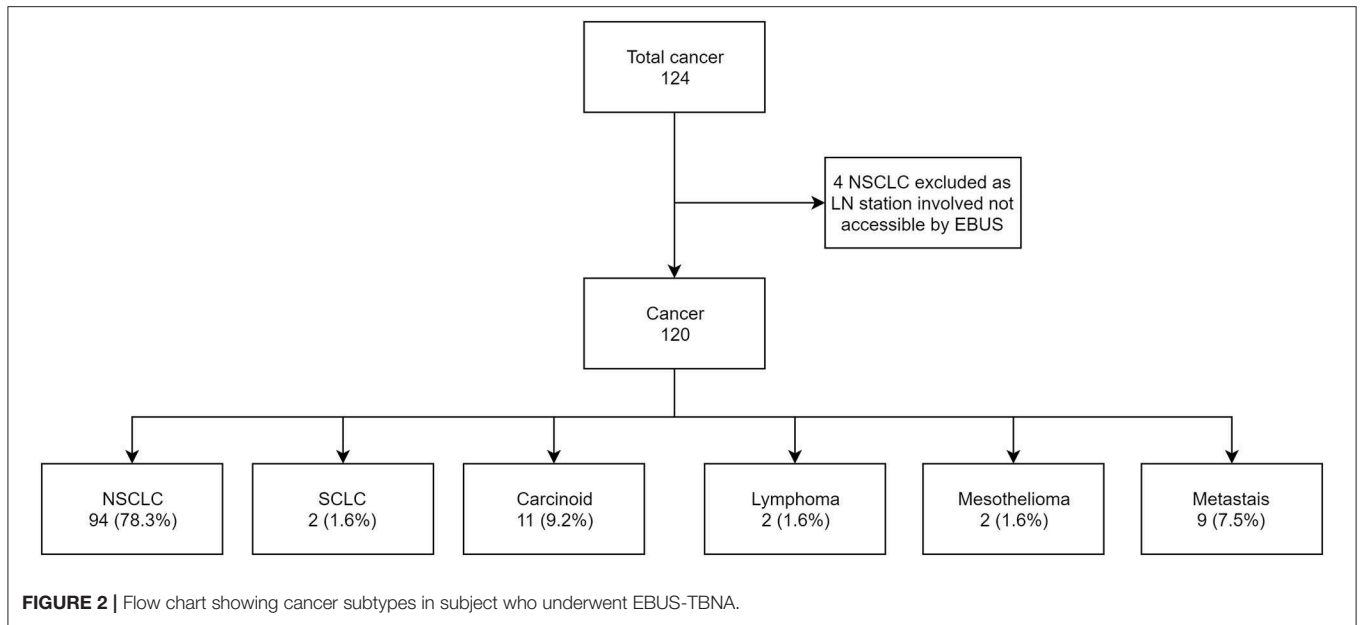 Total cancer
124
4 NSCLC excluded as
LN station involved not
accessible by EBUS
Cancer
120
NSCLC
94 (78.3%)
SCLC
2 (1.6%)
Carcinoid
11 (9.2%)
Lymphoma
2 (1.6%)
Mesothelioma
2 (1.6%)
Metastais
9 (7.5%)
FIGURE 2 | Flow chart showing cancer subtypes in subject who underwent EBUS-TBNA.